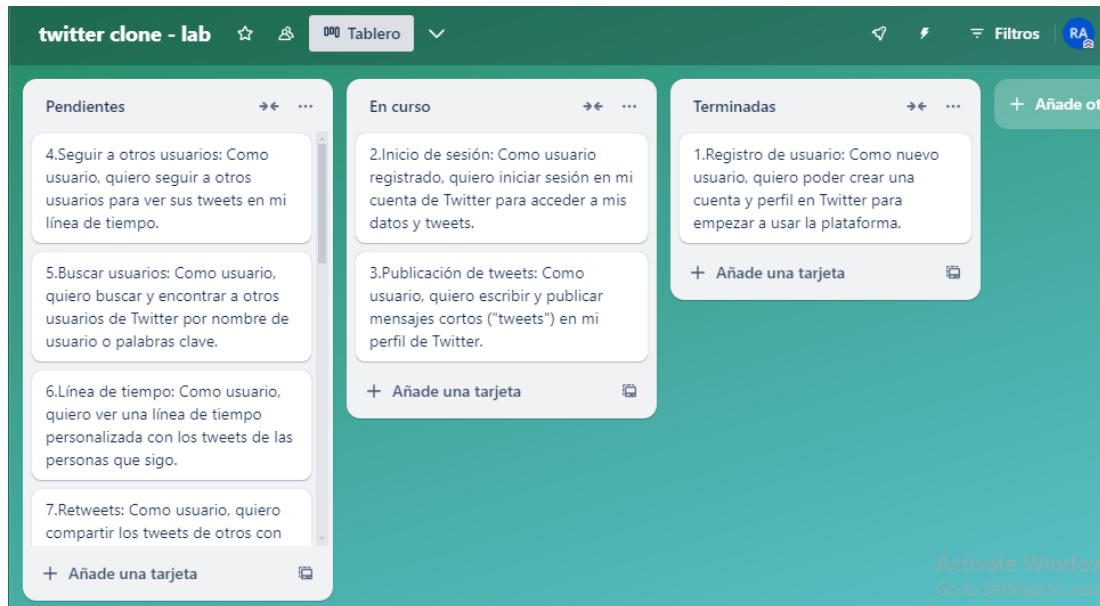 twitter clone - lab
Tablero
Filtros
RA
Pendientes
4.Seguir a otros usuarios: Como
usuario, quiero seguir a otros
usuarios para ver sus tweets en mi
línea de tiempo.
5.Buscar usuarios: Como usuario,
quiero buscar y encontrar a otros
usuarios de Twitter por nombre de
usuario o palabras clave.
6.Línea de tiempo: Como usuario,
quiero ver una línea de tiempo
personalizada con los tweets de las
personas que sigo.
7.Retweets: Como usuario, quiero
compartir los tweets de otros con
+ Añade una tarjeta
En curso
2.Inicio de sesión: Como usuario
registrado, quiero iniciar sesión en mi
cuenta de Twitter para acceder a mis
datos y tweets.
3.Publicación de tweets: Como
usuario, quiero escribir y publicar
mensajes cortos ("tweets") en mi
perfil de Twitter.
+ Añade una tarjeta
Terminadas
1.Registro de usuario: Como nuevo
usuario, quiero poder crear una
cuenta y perfil en Twitter para
empezar a usar la plataforma.
+ Añade una tarjeta
+ Añade ot
Activate Window
Go to Settings to acti